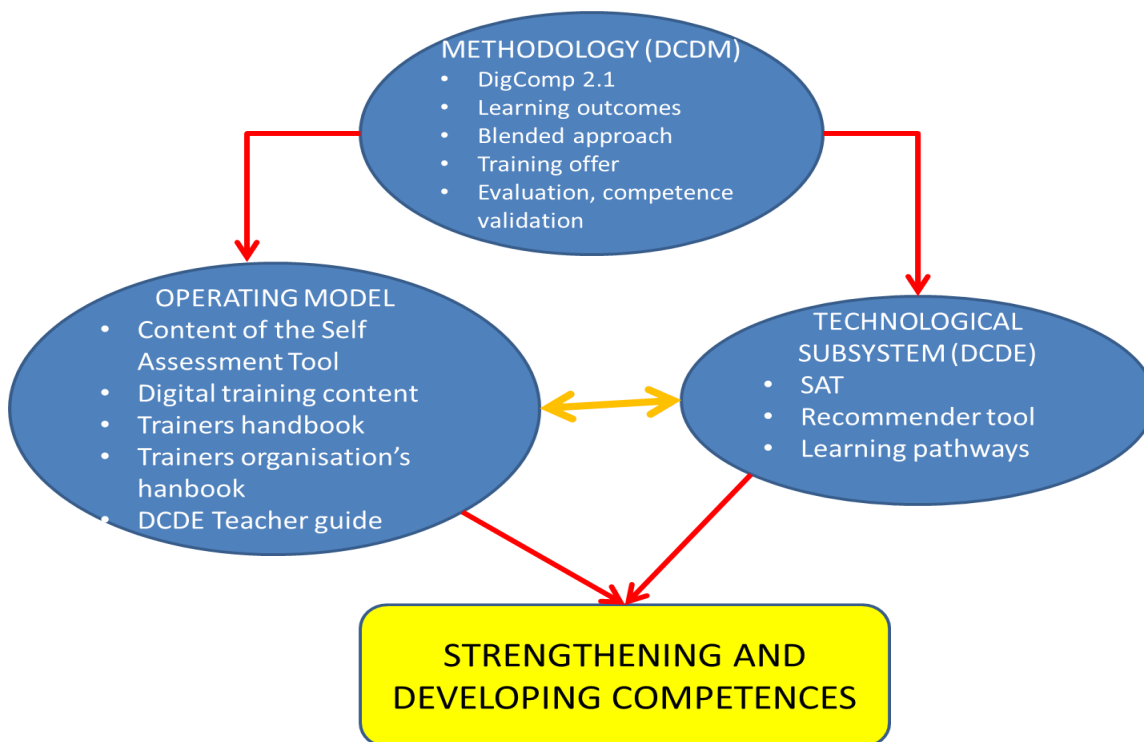 METHODOLOGY (DCDM)
• DigComp 2.1
• Learning outcomes
• Blended approach
• Training offer
• Evaluation, competence
validation
OPERATING MODEL
• Content of the Self
Assessment Tool
• Digital training content
• Trainers handbook
• Trainers organisation’s
hanbook
• DCDE Teacher guide
TECHNOLOGICAL
SUBSYSTEM (DCDE)
• SAT
• Recommender tool
• Learning pathways
STRENGTHENING AND
DEVELOPING COMPETENCES